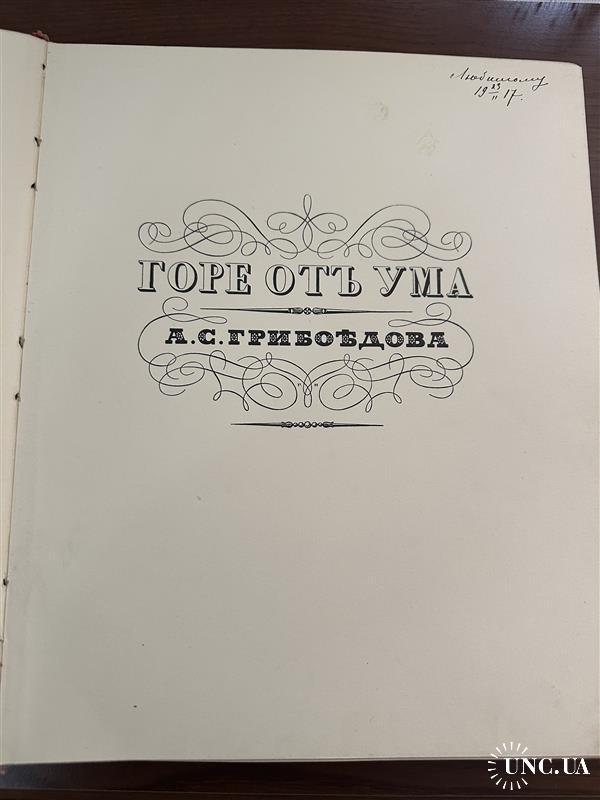 Любимому
19 23/II 17.
ГОРЕ ОТЪ УМА
А.С.ГРИБОѢДОВА
UNC.UA